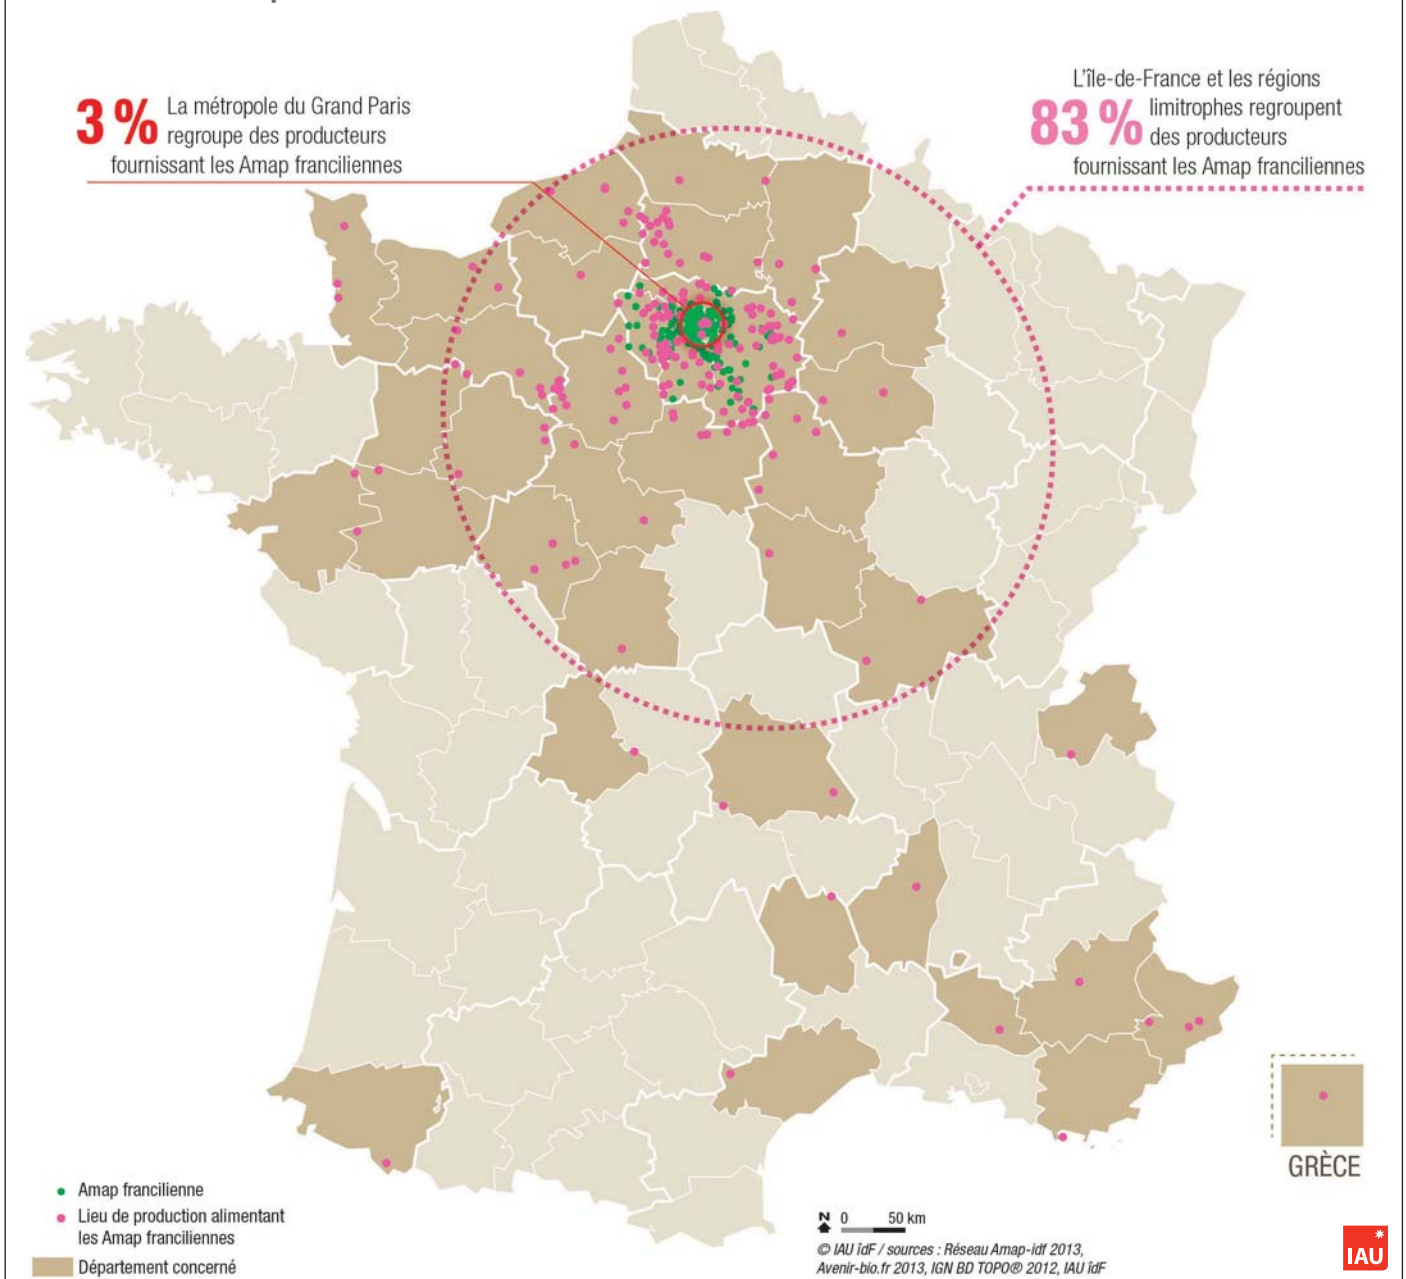 3 % La métropole du Grand Paris
regroupe des producteurs
fournissant les Amap franciliennes
L'île-de-France et les régions
83 % limitrophes regroupent
des producteurs
fournissant les Amap franciliennes
GRÈCE
Amap francilienne
Lieu de production alimentant
les Amap franciliennes
Département concerné
N 0 50 km
© IAU îdF / sources : Réseau Amap-idf 2013,
Avenir-bio.fr 2013, IGN BD TOPO® 2012, IAU îdF
IAU